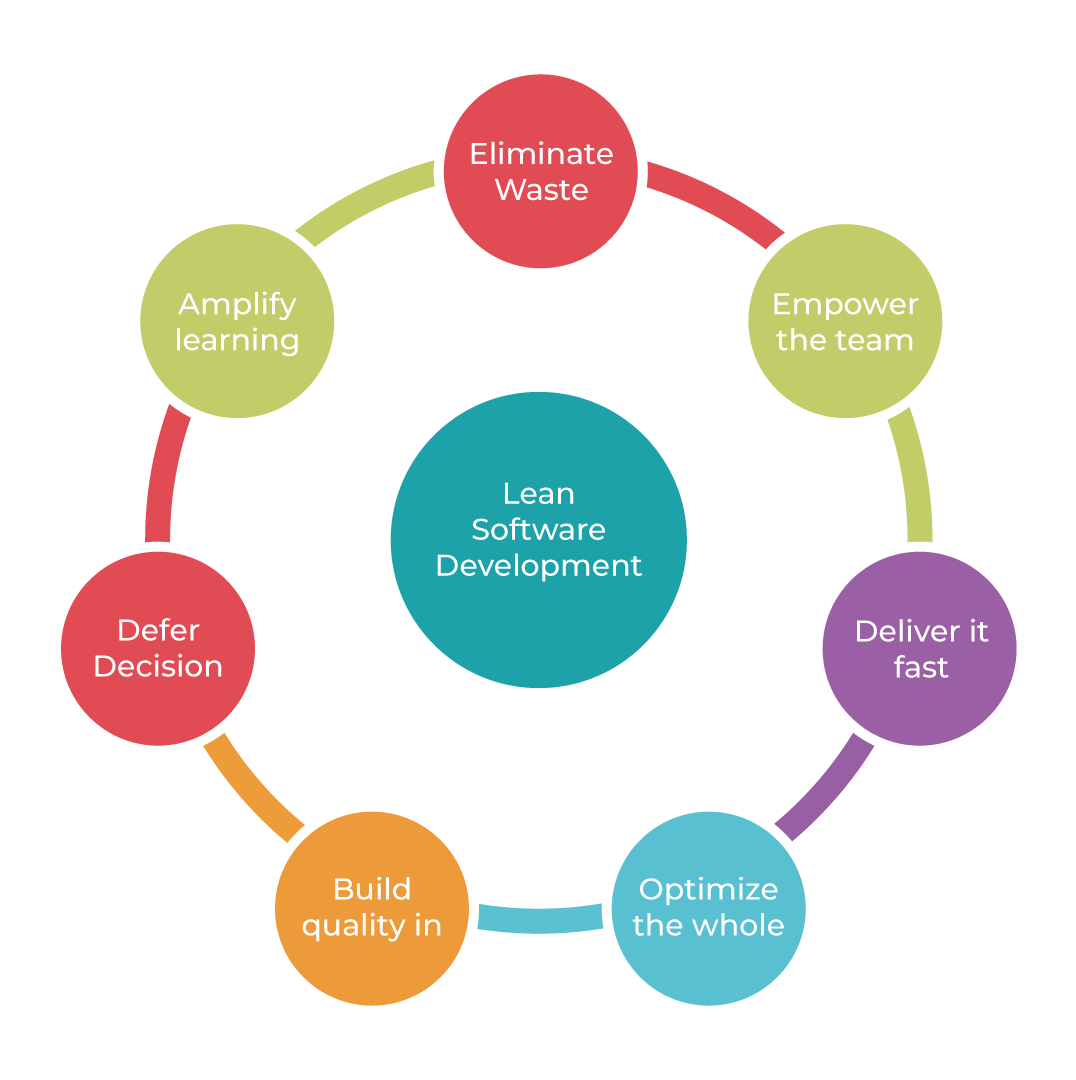 Eliminate
Waste
Empower
the team
Deliver it
fast
Optimize
the whole
Build
quality in
Defer
Decision
Amplify
learning
Lean
Software
Development